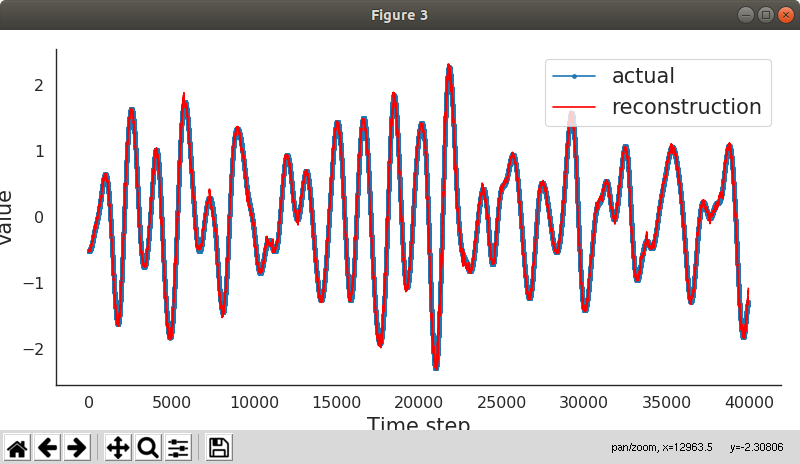 Figure 3
actual
reconstruction
2
1
0
−1
−2
value
0 5000 10000 15000 20000 25000 30000 35000 40000
Time step
pan/zoom, x=12963.5 y=-2.30806